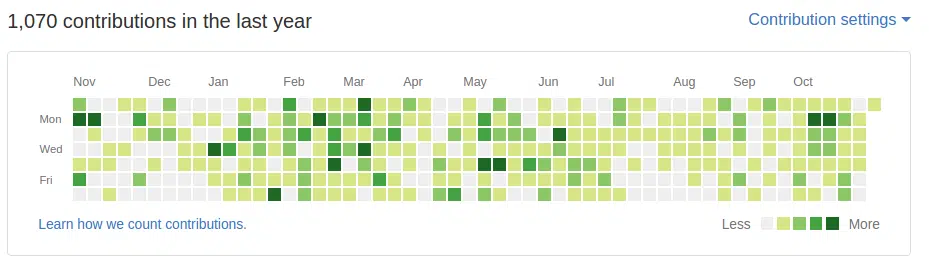 1,070 contributions in the last year
Contribution settings
Nov Dec Jan Feb Mar Apr May Jun Jul Aug Sep Oct
Mon
Wed
Fri
Learn how we count contributions.
Less More